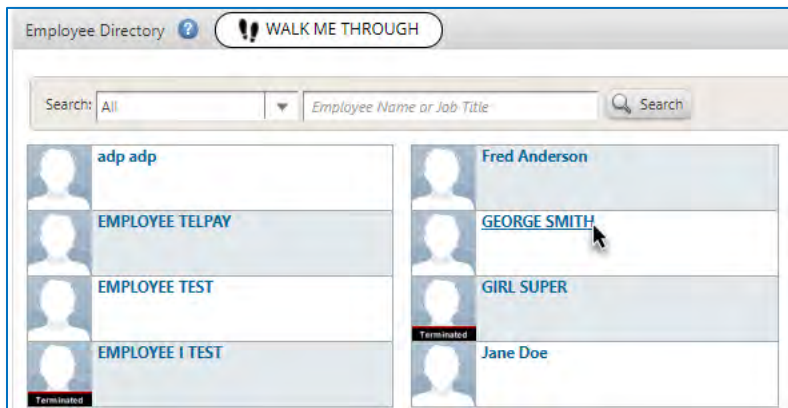 Employee Directory ? WALK ME THROUGH
Search: All Employee Name or Job Title Search
adp adp
Fred Anderson
EMPLOYEE TELPAY
GEORGE SMITH
EMPLOYEE TEST
GIRL SUPER
Terminated
EMPLOYEE I TEST
Jane Doe
Terminated